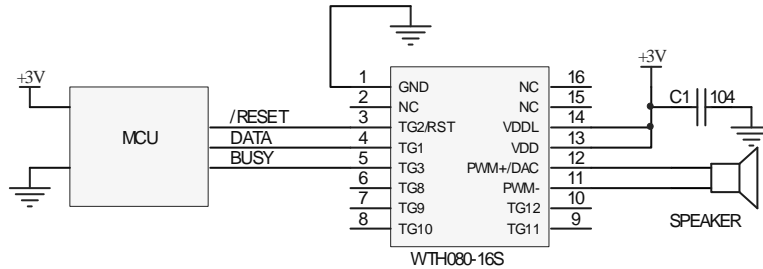 +3V
MCU
/RESET
DATA
BUSY
1 GND
2 NC
3 TG2/RST
4 TG1
5 TG3
6 TG8
7 TG9
8 TG10
NC 16
NC 15
VDDL 14
VDD 13
PWM+/DAC 12
PWM- 11
TG12 10
TG11 9
WTH080-16S
+3V
C1 104
SPEAKER